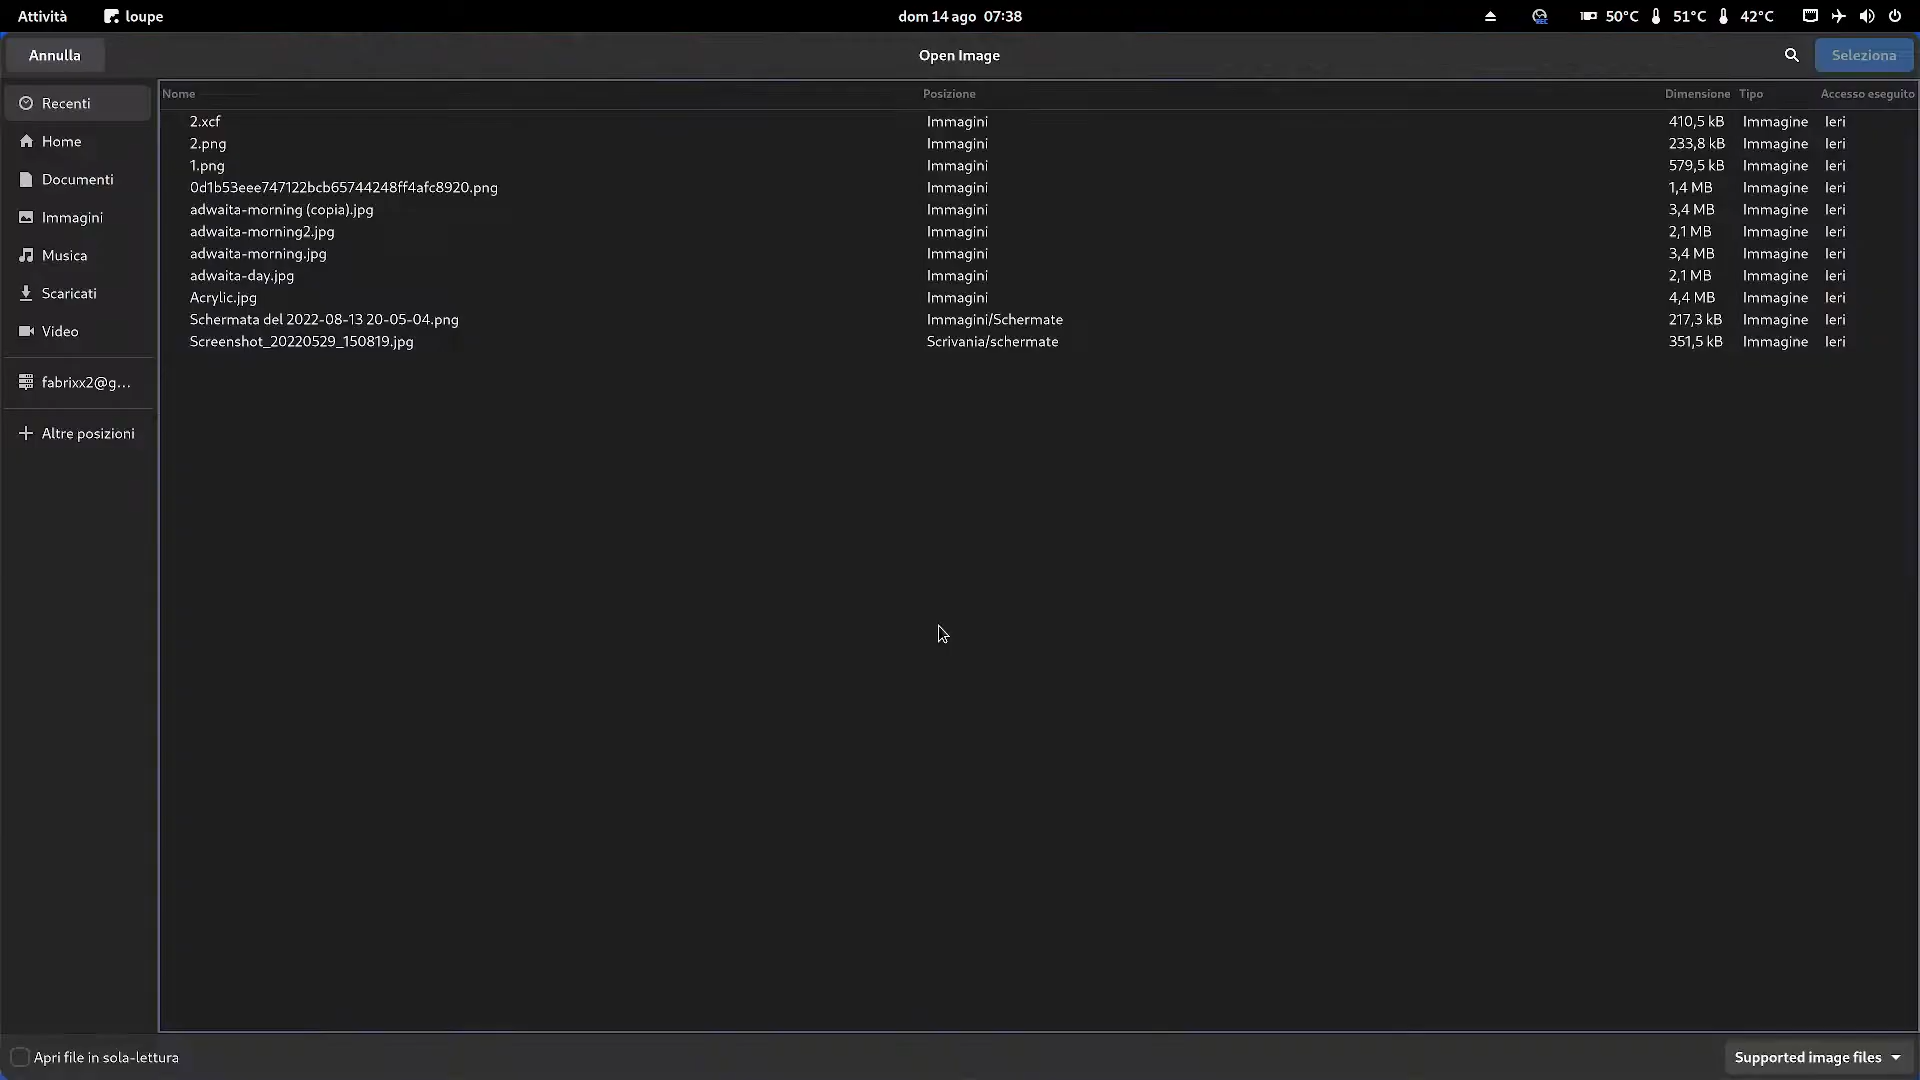 Attività loupe dom 14 ago 07:38 50°C 51°C 42°C
Annulla Open Image Seleziona
Recenti
Home
Documenti
Immagini
Musica
Scaricati
Video
fabrixx2@g...
Altre posizioni
Nome Posizione Dimensione Tipo Accesso eseguito
2.xcf Immagini 410,5 kB Immagine Ieri
2.png Immagini 233,8 kB Immagine Ieri
1.png Immagini 579,5 kB Immagine Ieri
0d1b53eee747122bcb65744248ff4afc8920.png Immagini 1,4 MB Immagine Ieri
adwaita-morning (copia).jpg Immagini 3,4 MB Immagine Ieri
adwaita-morning2.jpg Immagini 2,1 MB Immagine Ieri
adwaita-morning.jpg Immagini 3,4 MB Immagine Ieri
adwaita-day.jpg Immagini 2,1 MB Immagine Ieri
Acrylic.jpg Immagini 4,4 MB Immagine Ieri
Schermata del 2022-08-13 20-05-04.png Immagini/Schermate 217,3 kB Immagine Ieri
Screenshot_20220529_150819.jpg Scrivania/schermate 351,5 kB Immagine Ieri
Apri file in sola-lettura Supported image files